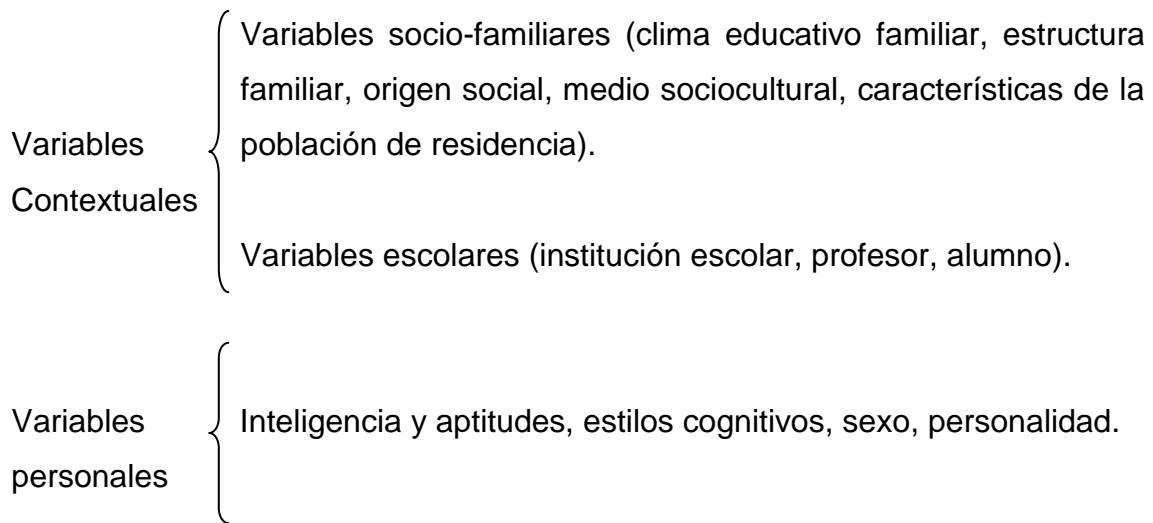 Variables socio-familiares (clima educativo familiar, estructura
familiar, origen social, medio sociocultural, características de la
Variables
población de residencia).
Contextuales
Variables escolares (institución escolar, profesor, alumno).
Variables
Inteligencia y aptitudes, estilos cognitivos, sexo, personalidad.
personales